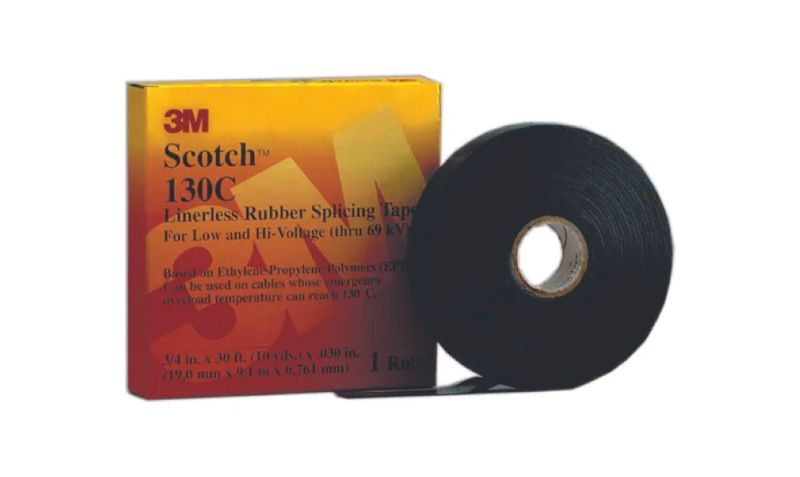 3M
Scotch™
130C
Linerless Rubber Splicing Tape
For Low and Hi-Voltage (thru 69 kV)
Based on Ethylene Propylene Polymers (EP
Can be used on cables whose emergency
overload temperature can reach 130°C.
3/4 in. x 30 ft. (10 yds.) x .030 in.
(19,0 mm x 9,1 m x 0,761 mm)
1 Roll
3M